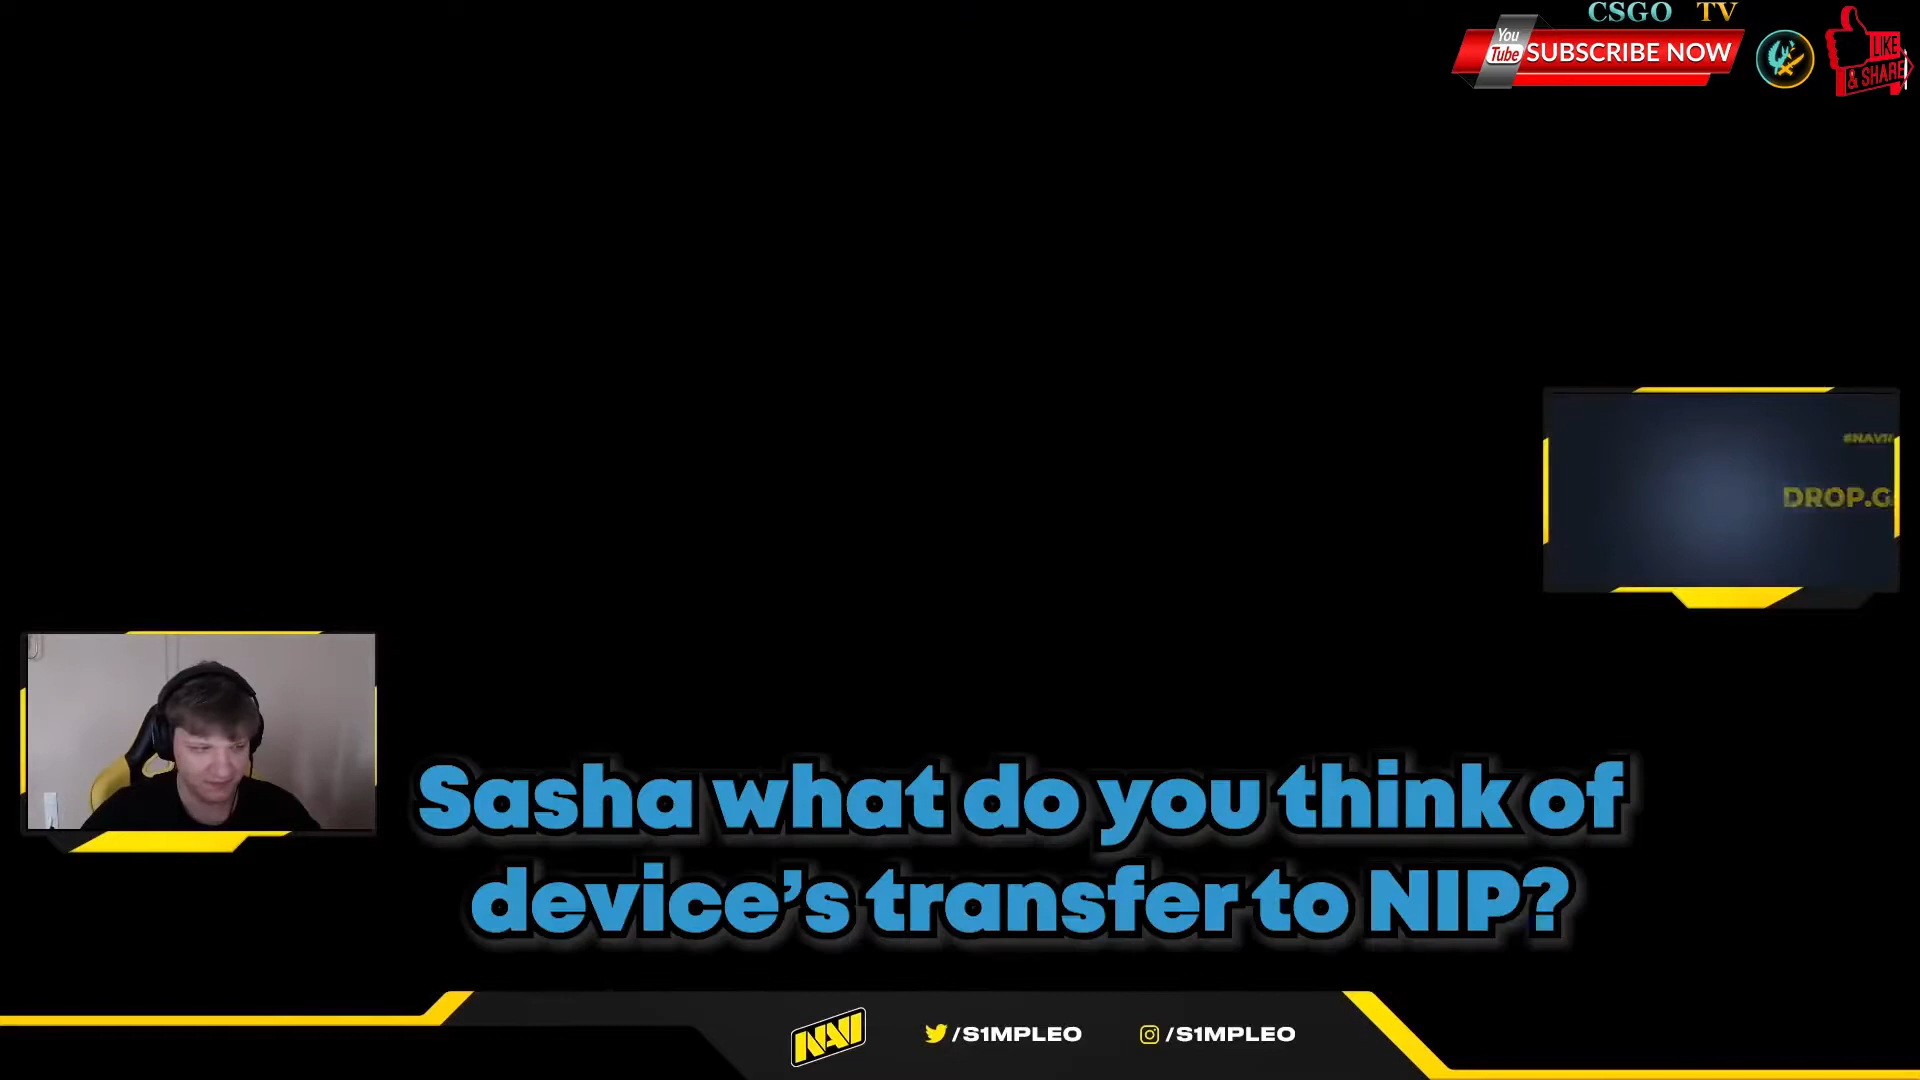 CSGO TV
You
Tube
SUBSCRIBE NOW
LIKE
& SHARE
#NAVI
DROP.G
Sasha what do you think of
device's transfer to NIP?
NAVI
/S1MPLEO
/S1MPLEO